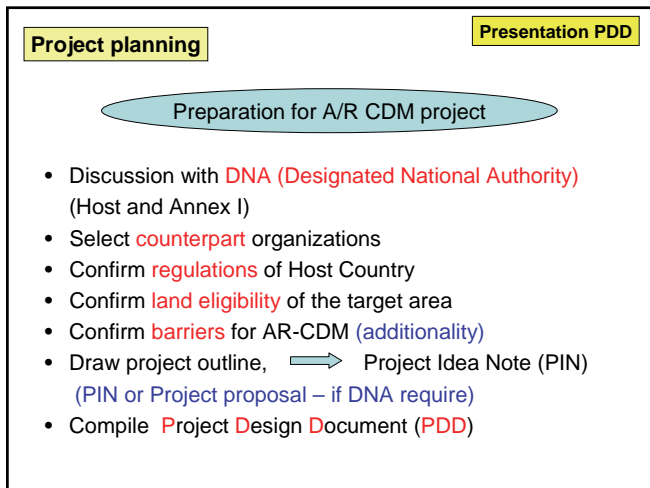 Project planning
Presentation PDD
Preparation for A/R CDM project
• Discussion with DNA (Designated National Authority)
(Host and Annex I)
• Select counterpart organizations
• Confirm regulations of Host Country
• Confirm land eligibility of the target area
• Confirm barriers for AR-CDM (additionality)
• Draw project outline, Project Idea Note (PIN)
(PIN or Project proposal – if DNA require)
• Compile Project Design Document (PDD)